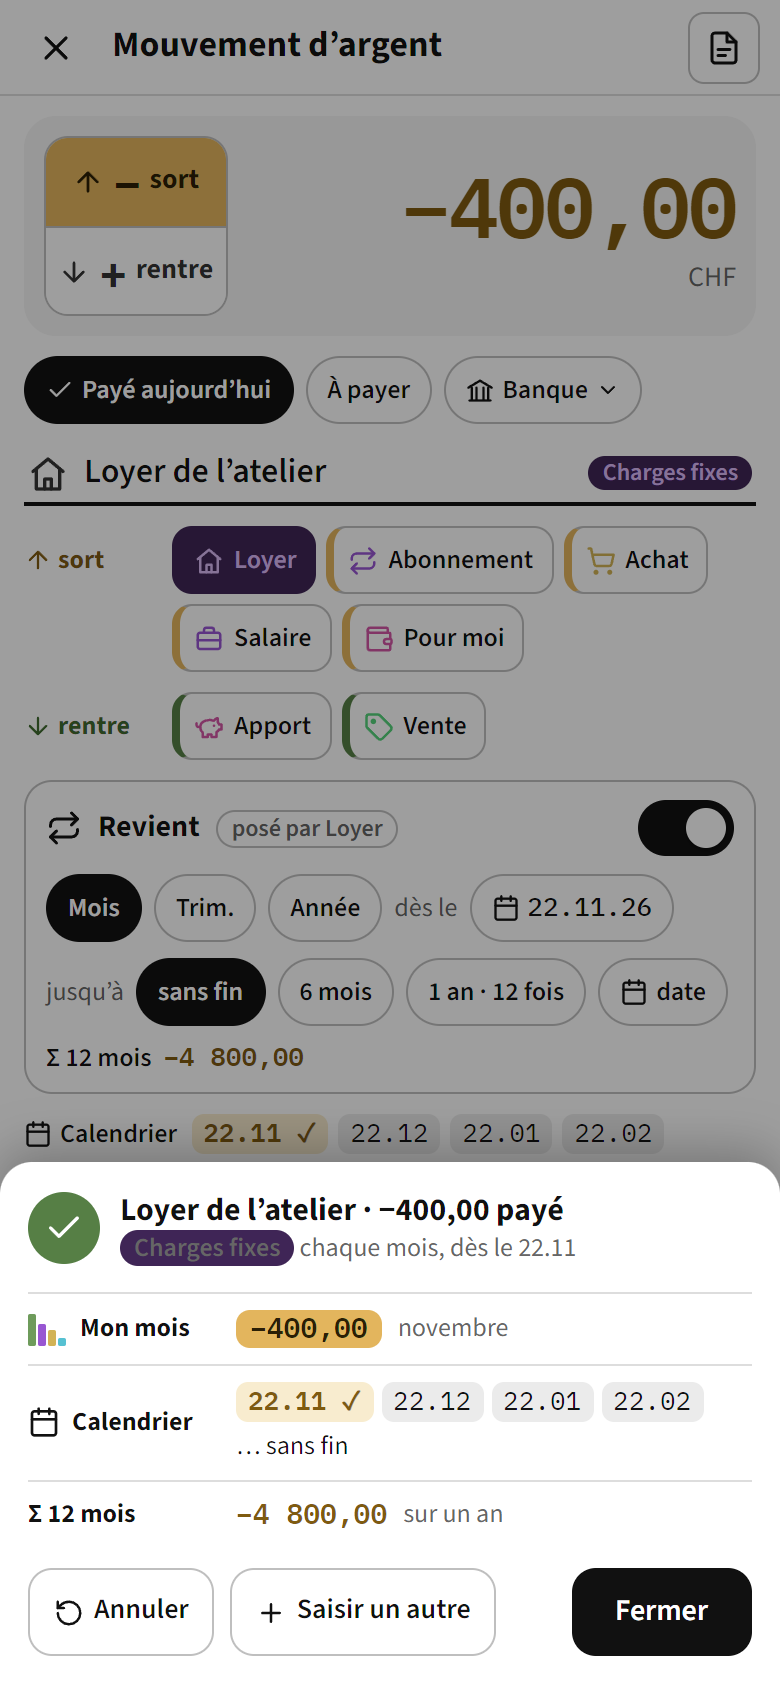 Mouvement d’argent
↑ − sort
−400,00
↓ + rentre
CHF
Payé aujourd’hui
À payer
Banque
Loyer de l’atelier
Charges fixes
↑ sort
Loyer
Abonnement
Achat
Salaire
Pour moi
↓ rentre
Apport
Vente
Revient
posé par Loyer
Mois
Trim.
Année
dès le
22.11.26
jusqu’à
sans fin
6 mois
1 an · 12 fois
date
Σ 12 mois −4 800,00
Calendrier
22.11 ✓
22.12
22.01
22.02
Loyer de l’atelier · −400,00 payé
Charges fixes chaque mois, dès le 22.11
Mon mois
−400,00
novembre
Calendrier
22.11 ✓
22.12
22.01
22.02
... sans fin
Σ 12 mois
−4 800,00
sur un an
Annuler
+ Saisir un autre
Fermer